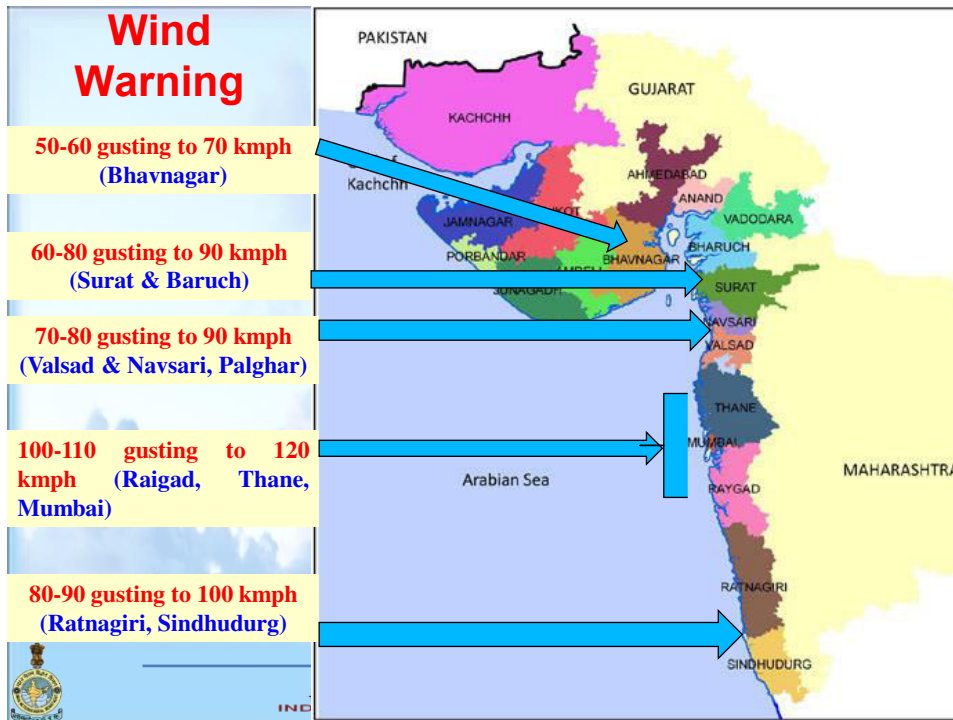 Wind
Warning
50-60 gusting to 70 kmph
(Bhavnagar)
60-80 gusting to 90 kmph
(Surat & Baruch)
70-80 gusting to 90 kmph
(Valsad & Navsari, Palghar)
100-110 gusting to 120
kmph (Raigad, Thane,
Mumbai)
80-90 gusting to 100 kmph
(Ratnagiri, Sindhudurg)
IND
PAKISTAN
GUJARAT
KACHCHH
Kachchh
AHMEDABAD
ANAND
VADODARA
JAMNAGAR
BHARUCH
PORBANDAR
BHAVNAGAR
JUNAGADH
SURAT
NAVSARI
VALSAD
THANE
MUMBAI
MAHARASHTRA
Arabian Sea
RAYGAD
RATNAGIRI
SINDHUDURG